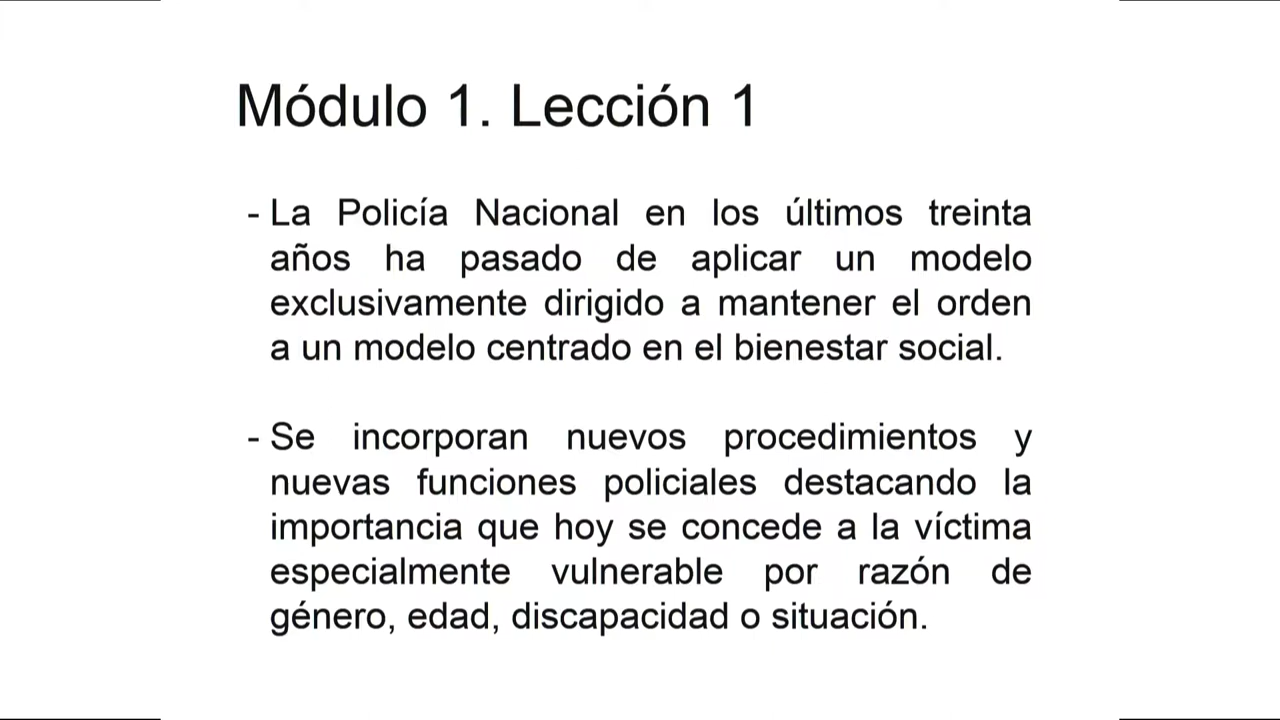 Módulo 1. Lección 1
- La Policía Nacional en los últimos treinta
años ha pasado de aplicar un modelo
exclusivamente dirigido a mantener el orden
a un modelo centrado en el bienestar social.
- Se incorporan nuevos procedimientos y
nuevas funciones policiales destacando la
importancia que hoy se concede a la víctima
especialmente vulnerable por razón de
género, edad, discapacidad o situación.